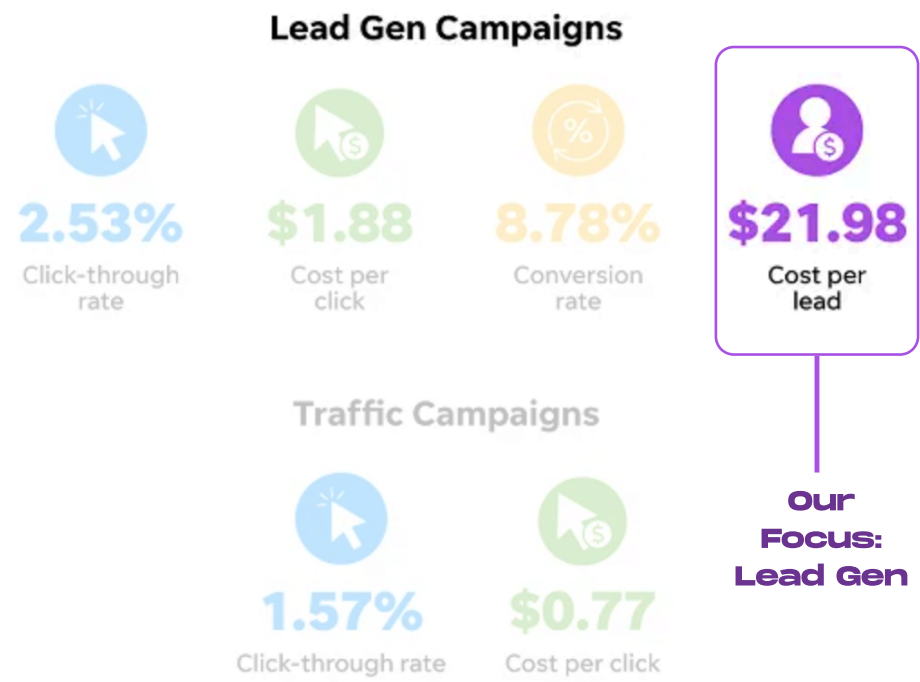 Lead Gen Campaigns
%
$
$
2.53%
$1.88
8.78%
$21.98
Click-through
rate
Cost per
click
Conversion
rate
Cost per
lead
Traffic Campaigns
$
1.57%
$0.77
Click-through rate
Cost per click
Our
Focus:
Lead Gen